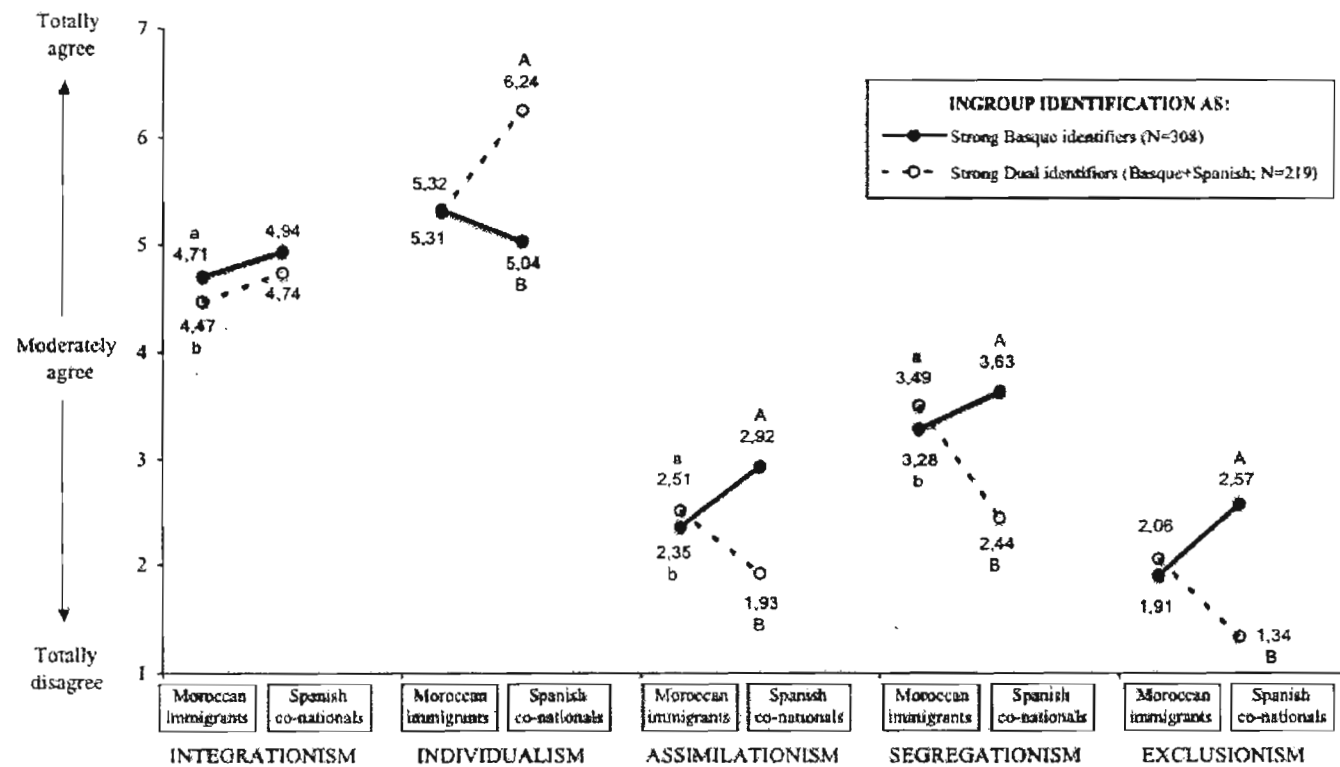 Totally
agree
Moderately
agree
Totally
disagree
7
6
5
4
3
2
1
INGROUP IDENTIFICATION AS:
Strong Basque identifiers (N=308)
Strong Dual identifiers (Basque+Spanish; N=219)
a
4,71
4,94
4,47
b
4,74
5,32
5,31
A
6,24
5,04
B
a
2,51
2,35
b
A
2,92
1,93
B
a
3,49
3,28
b
A
3,63
2,44
B
2,06
1,91
A
2,57
1,34
B
Moroccan
immigrants
Spanish
co-nationals
Moroccan
immigrants
Spanish
co-nationals
Moroccan
immigrants
Spanish
co-nationals
Moroccan
immigrants
Spanish
co-nationals
Moroccan
immigrants
Spanish
co-nationals
INTEGRATIONISM
INDIVIDUALISM
ASSIMILATIONISM
SEGREGATIONISM
EXCLUSIONISM